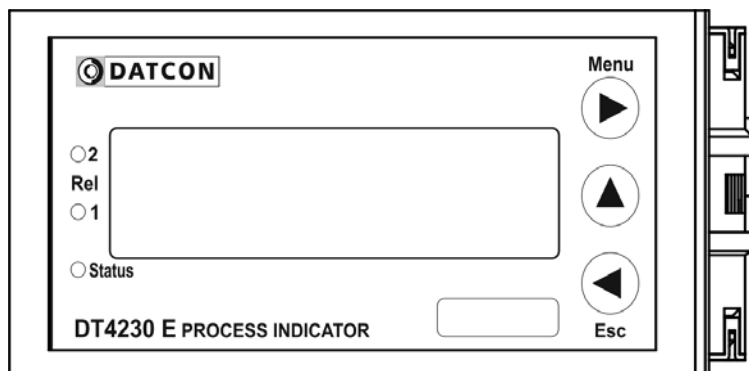 DATCON
Menu
2
Rel
1
Status
DT4230 E PROCESS INDICATOR
Esc